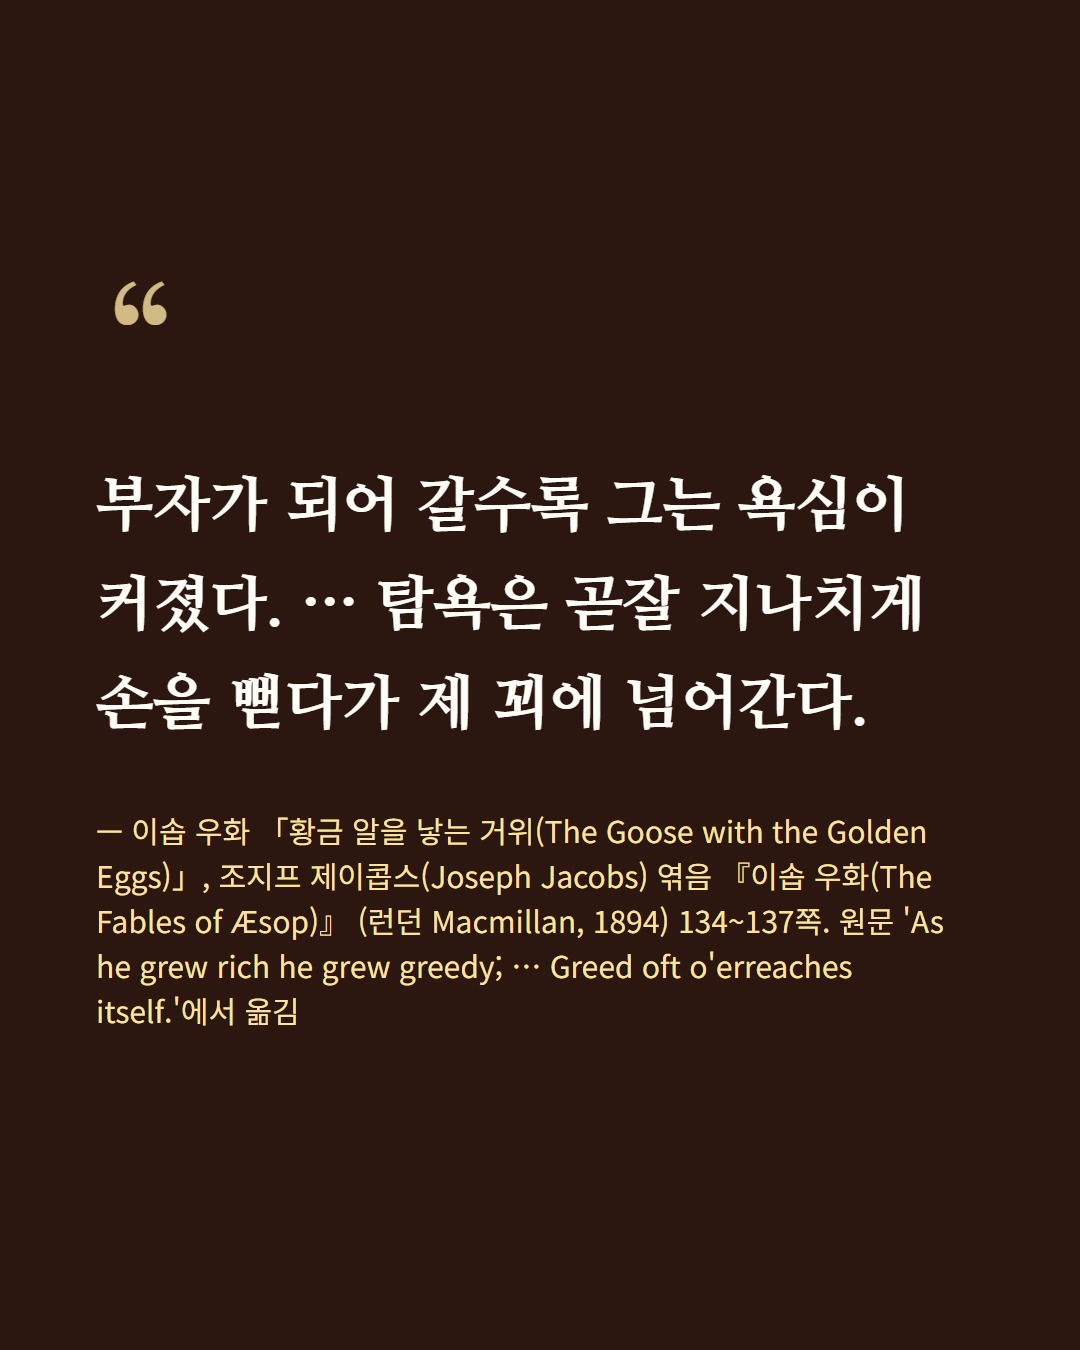 “
부자가 되어 갈수록 그는 욕심이
커졌다. … 탐욕은 곧잘 지나치게
손을 뻗다가 제 꾀에 넘어간다.
— 이솝 우화 「황금 알을 낳는 거위(The Goose with the Golden
Eggs)」, 조지프 제이콥스(Joseph Jacobs) 엮음 『이솝 우화(The
Fables of Æsop)』 (런던 Macmillan, 1894) 134~137쪽. 원문 'As
he grew rich he grew greedy; … Greed oft o'erreaches
itself.'에서 옮김